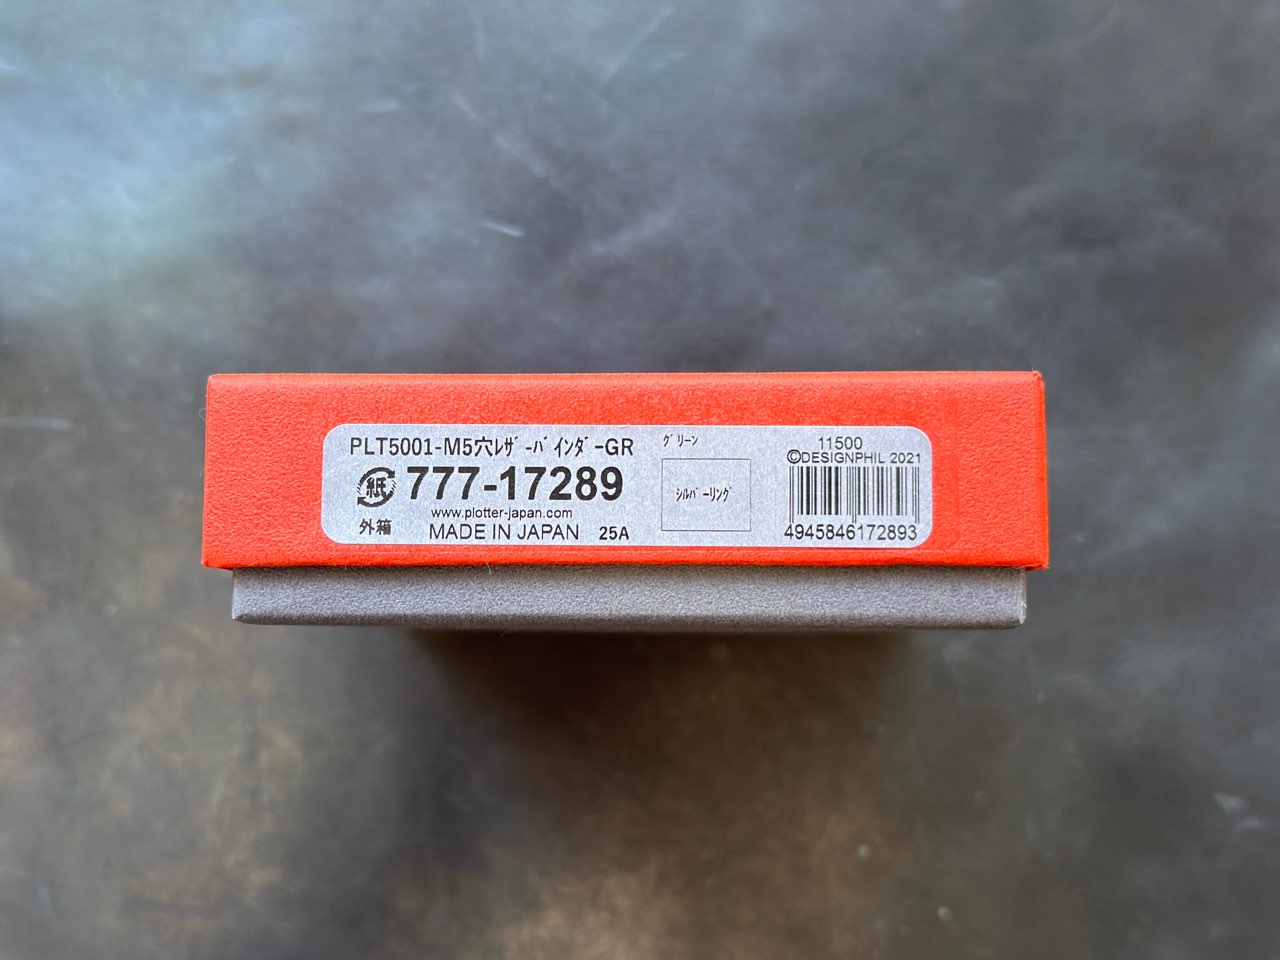 PLT5001-M5穴ﾚｻﾞ-ﾊﾞｲﾝﾀﾞｰGR
紙 777-17289
外箱
www.plotter-japan.com
MADE IN JAPAN 25A
ｸﾞﾘｰﾝ
ｼﾙﾊﾞｰﾘﾝｸﾞ
11500
©DESIGNPHIL 2021
4945846172893